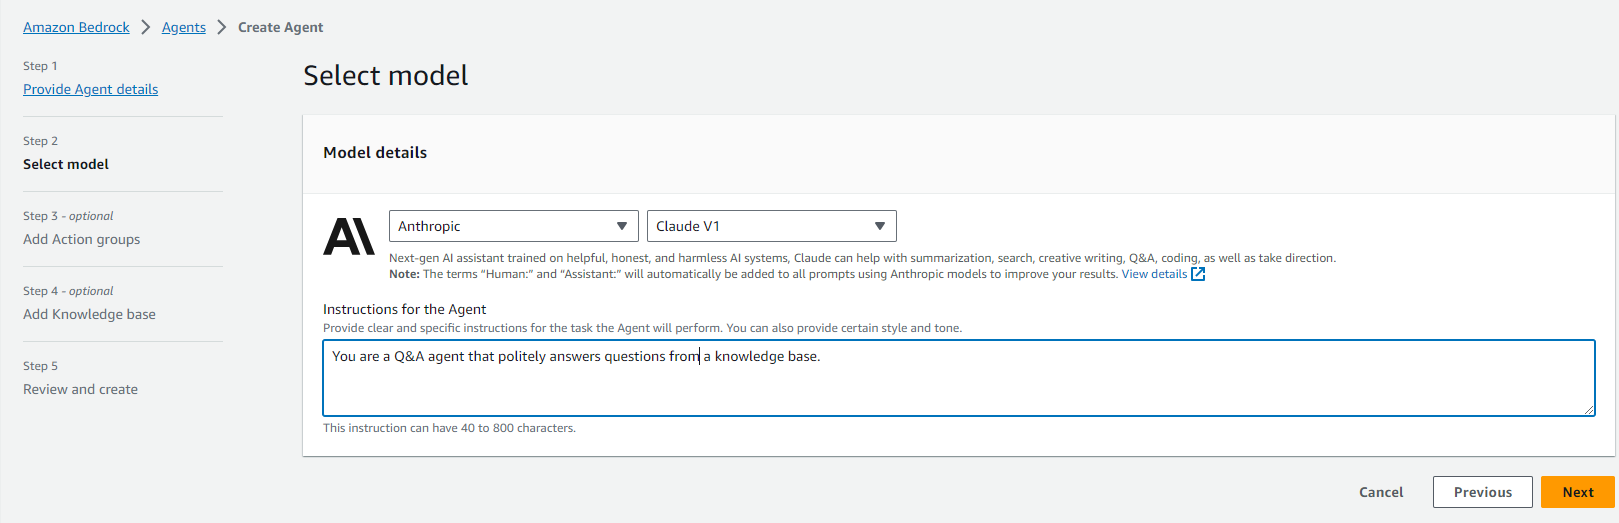 Amazon Bedrock > Agents > Create Agent
Step 1
Provide Agent details
Step 2
Select model
Step 3 - optional
Add Action groups
Step 4 - optional
Add Knowledge base
Step 5
Review and create
Select model
Model details
AI Anthropic Claude V1
Next-gen AI assistant trained on helpful, honest, and harmless AI systems, Claude can help with summarization, search, creative writing, Q&A, coding, as well as take direction.
Note: The terms “Human:” and “Assistant:” will automatically be added to all prompts using Anthropic models to improve your results. View details
Instructions for the Agent
Provide clear and specific instructions for the task the Agent will perform. You can also provide certain style and tone.
You are a Q&A agent that politely answers questions from a knowledge base.
This instruction can have 40 to 800 characters.
Cancel Previous Next